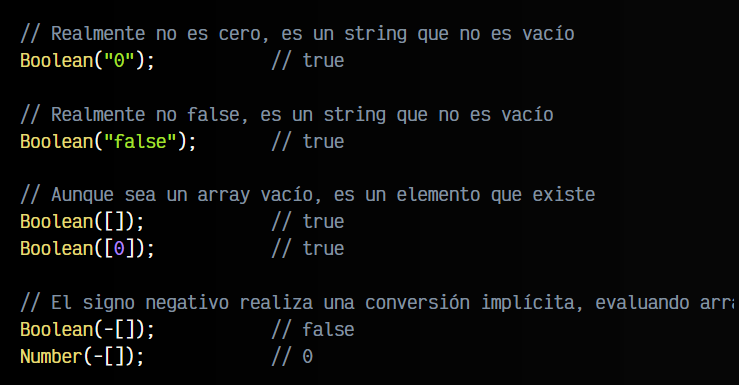 // Realmente no es cero, es un string que no es vacío
Boolean("0");           // true
// Realmente no false, es un string que no es vacío
Boolean("false");       // true
// Aunque sea un array vacío, es un elemento que existe
Boolean([]);            // true
Boolean([0]);           // true
// El signo negativo realiza una conversión implícita, evaluando
Boolean(-[]);           // false
Number(-[]);            // 0